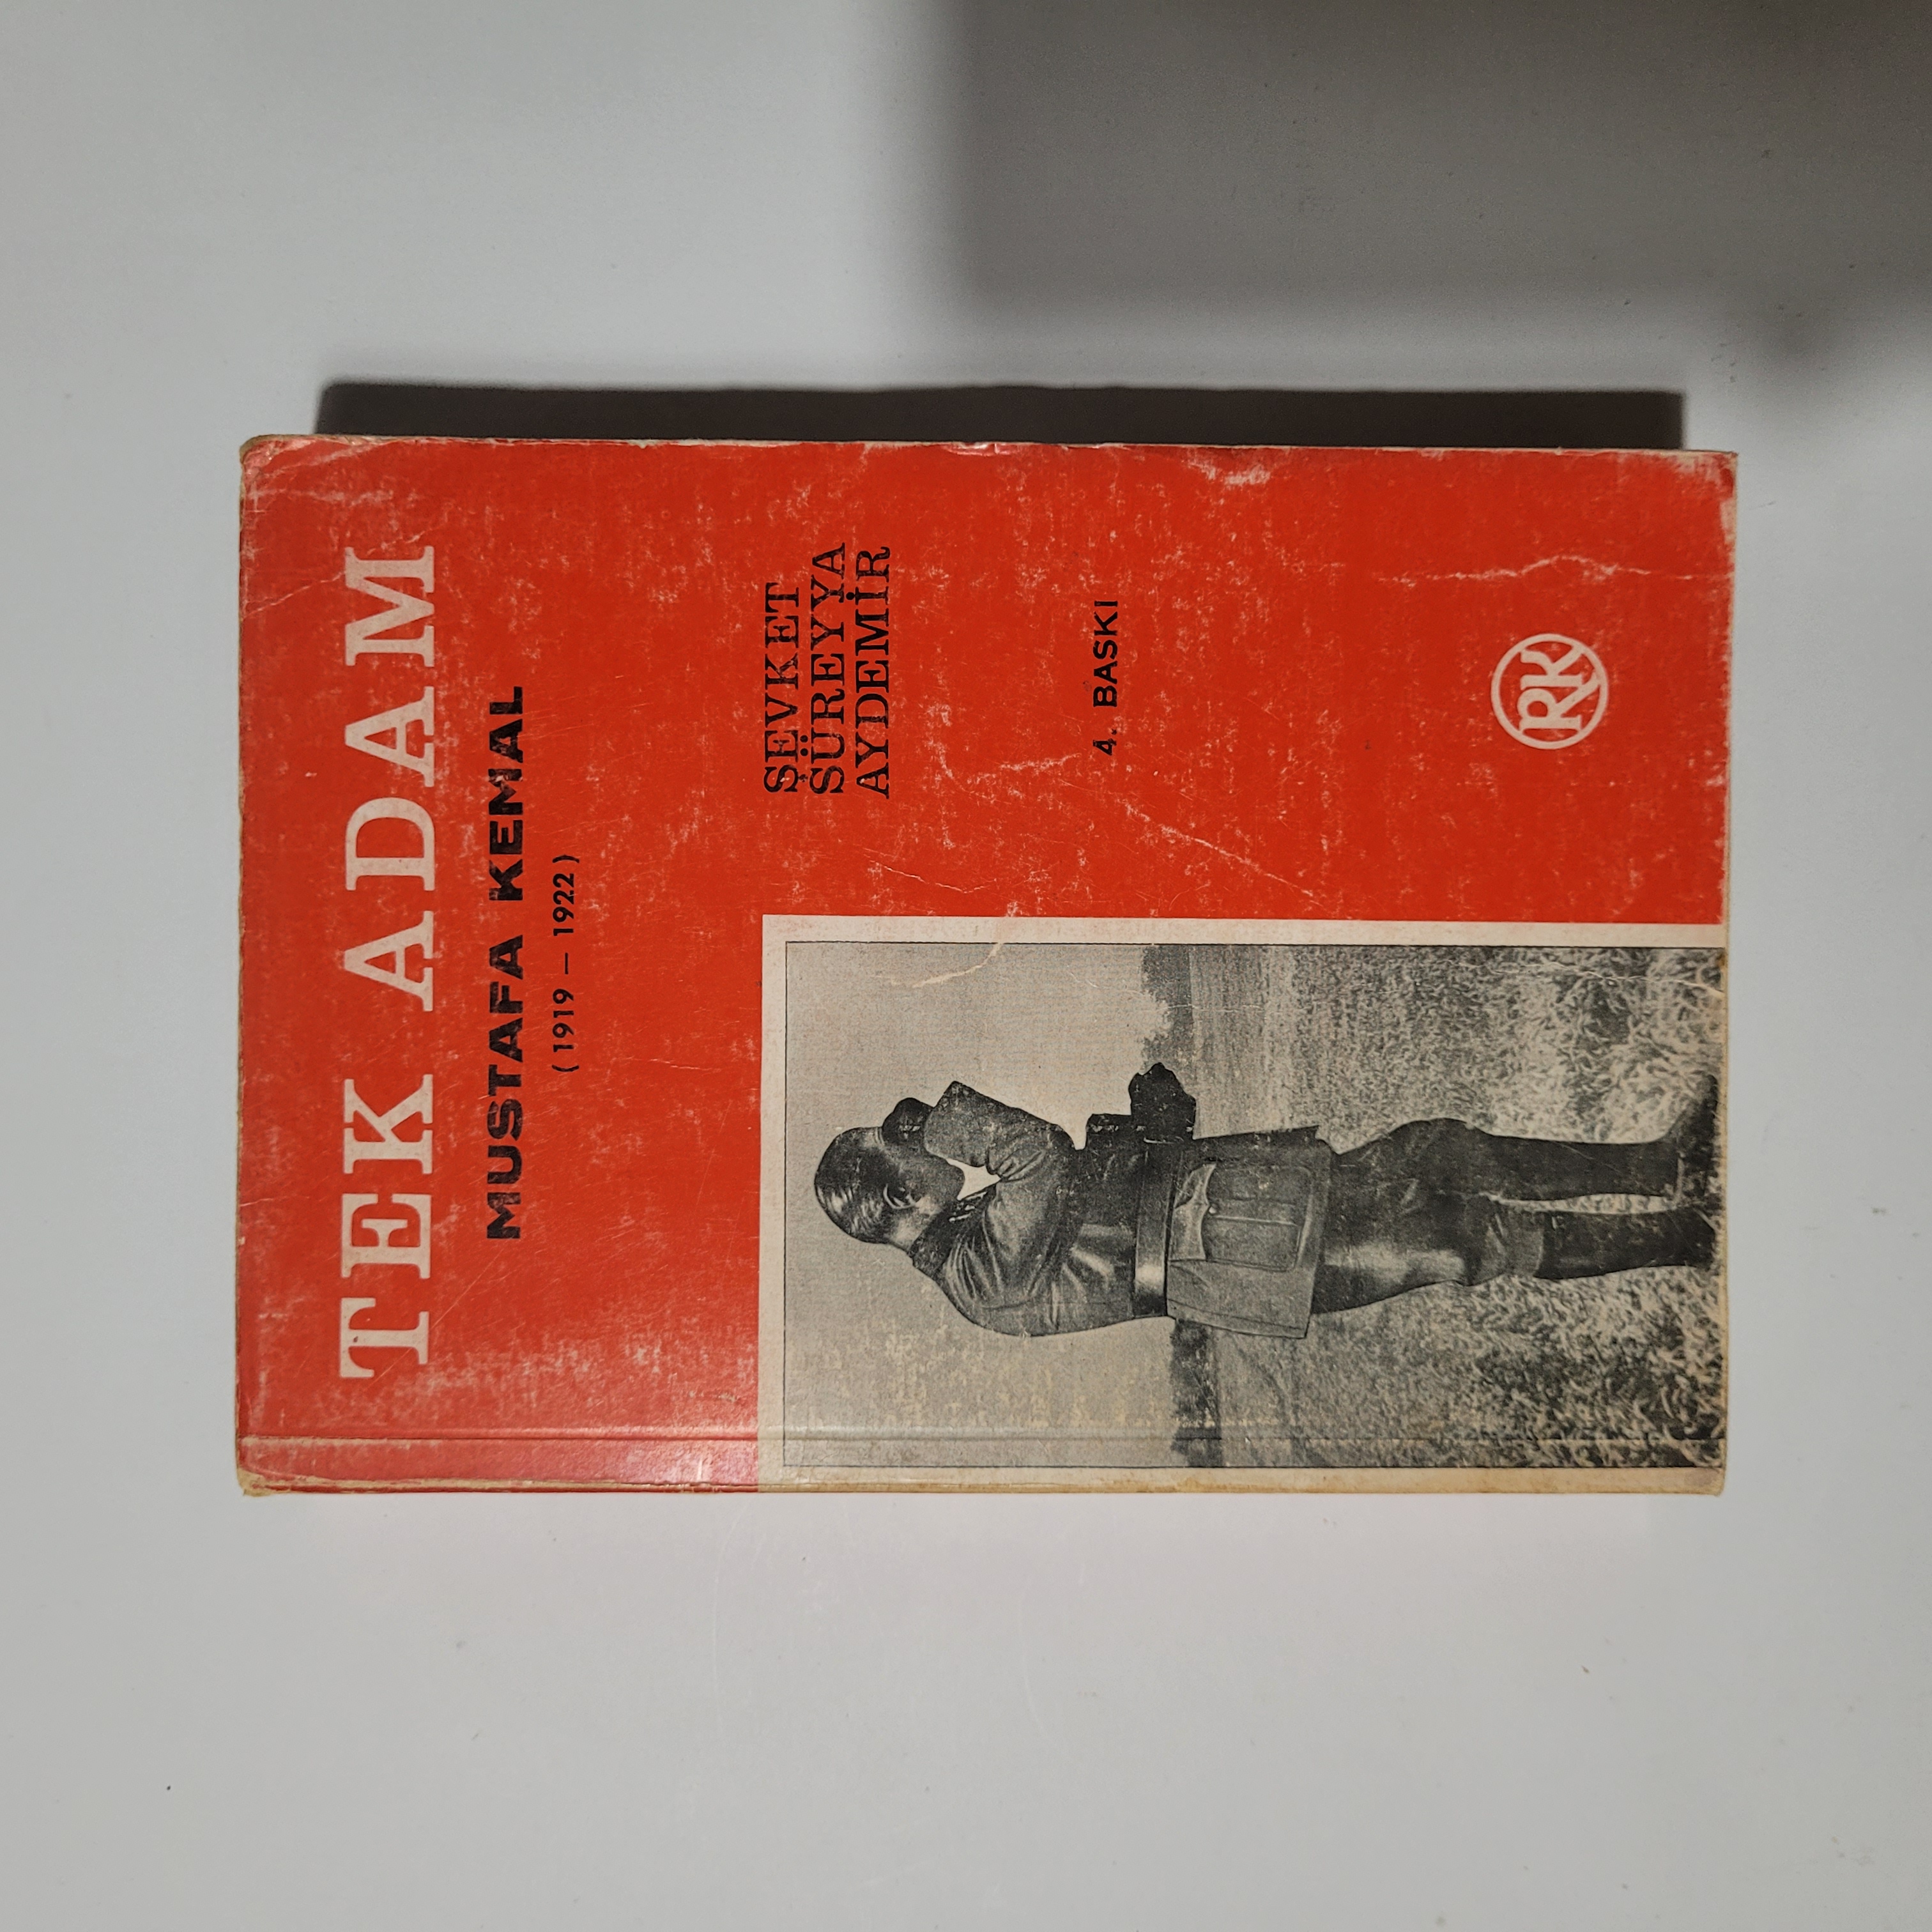 TEK ADAM
MUSTAFA KEMAL
(1919 — 1922)
ŞEVKET
SÜREYYA
AYDEMİR
4. BASKI
RK